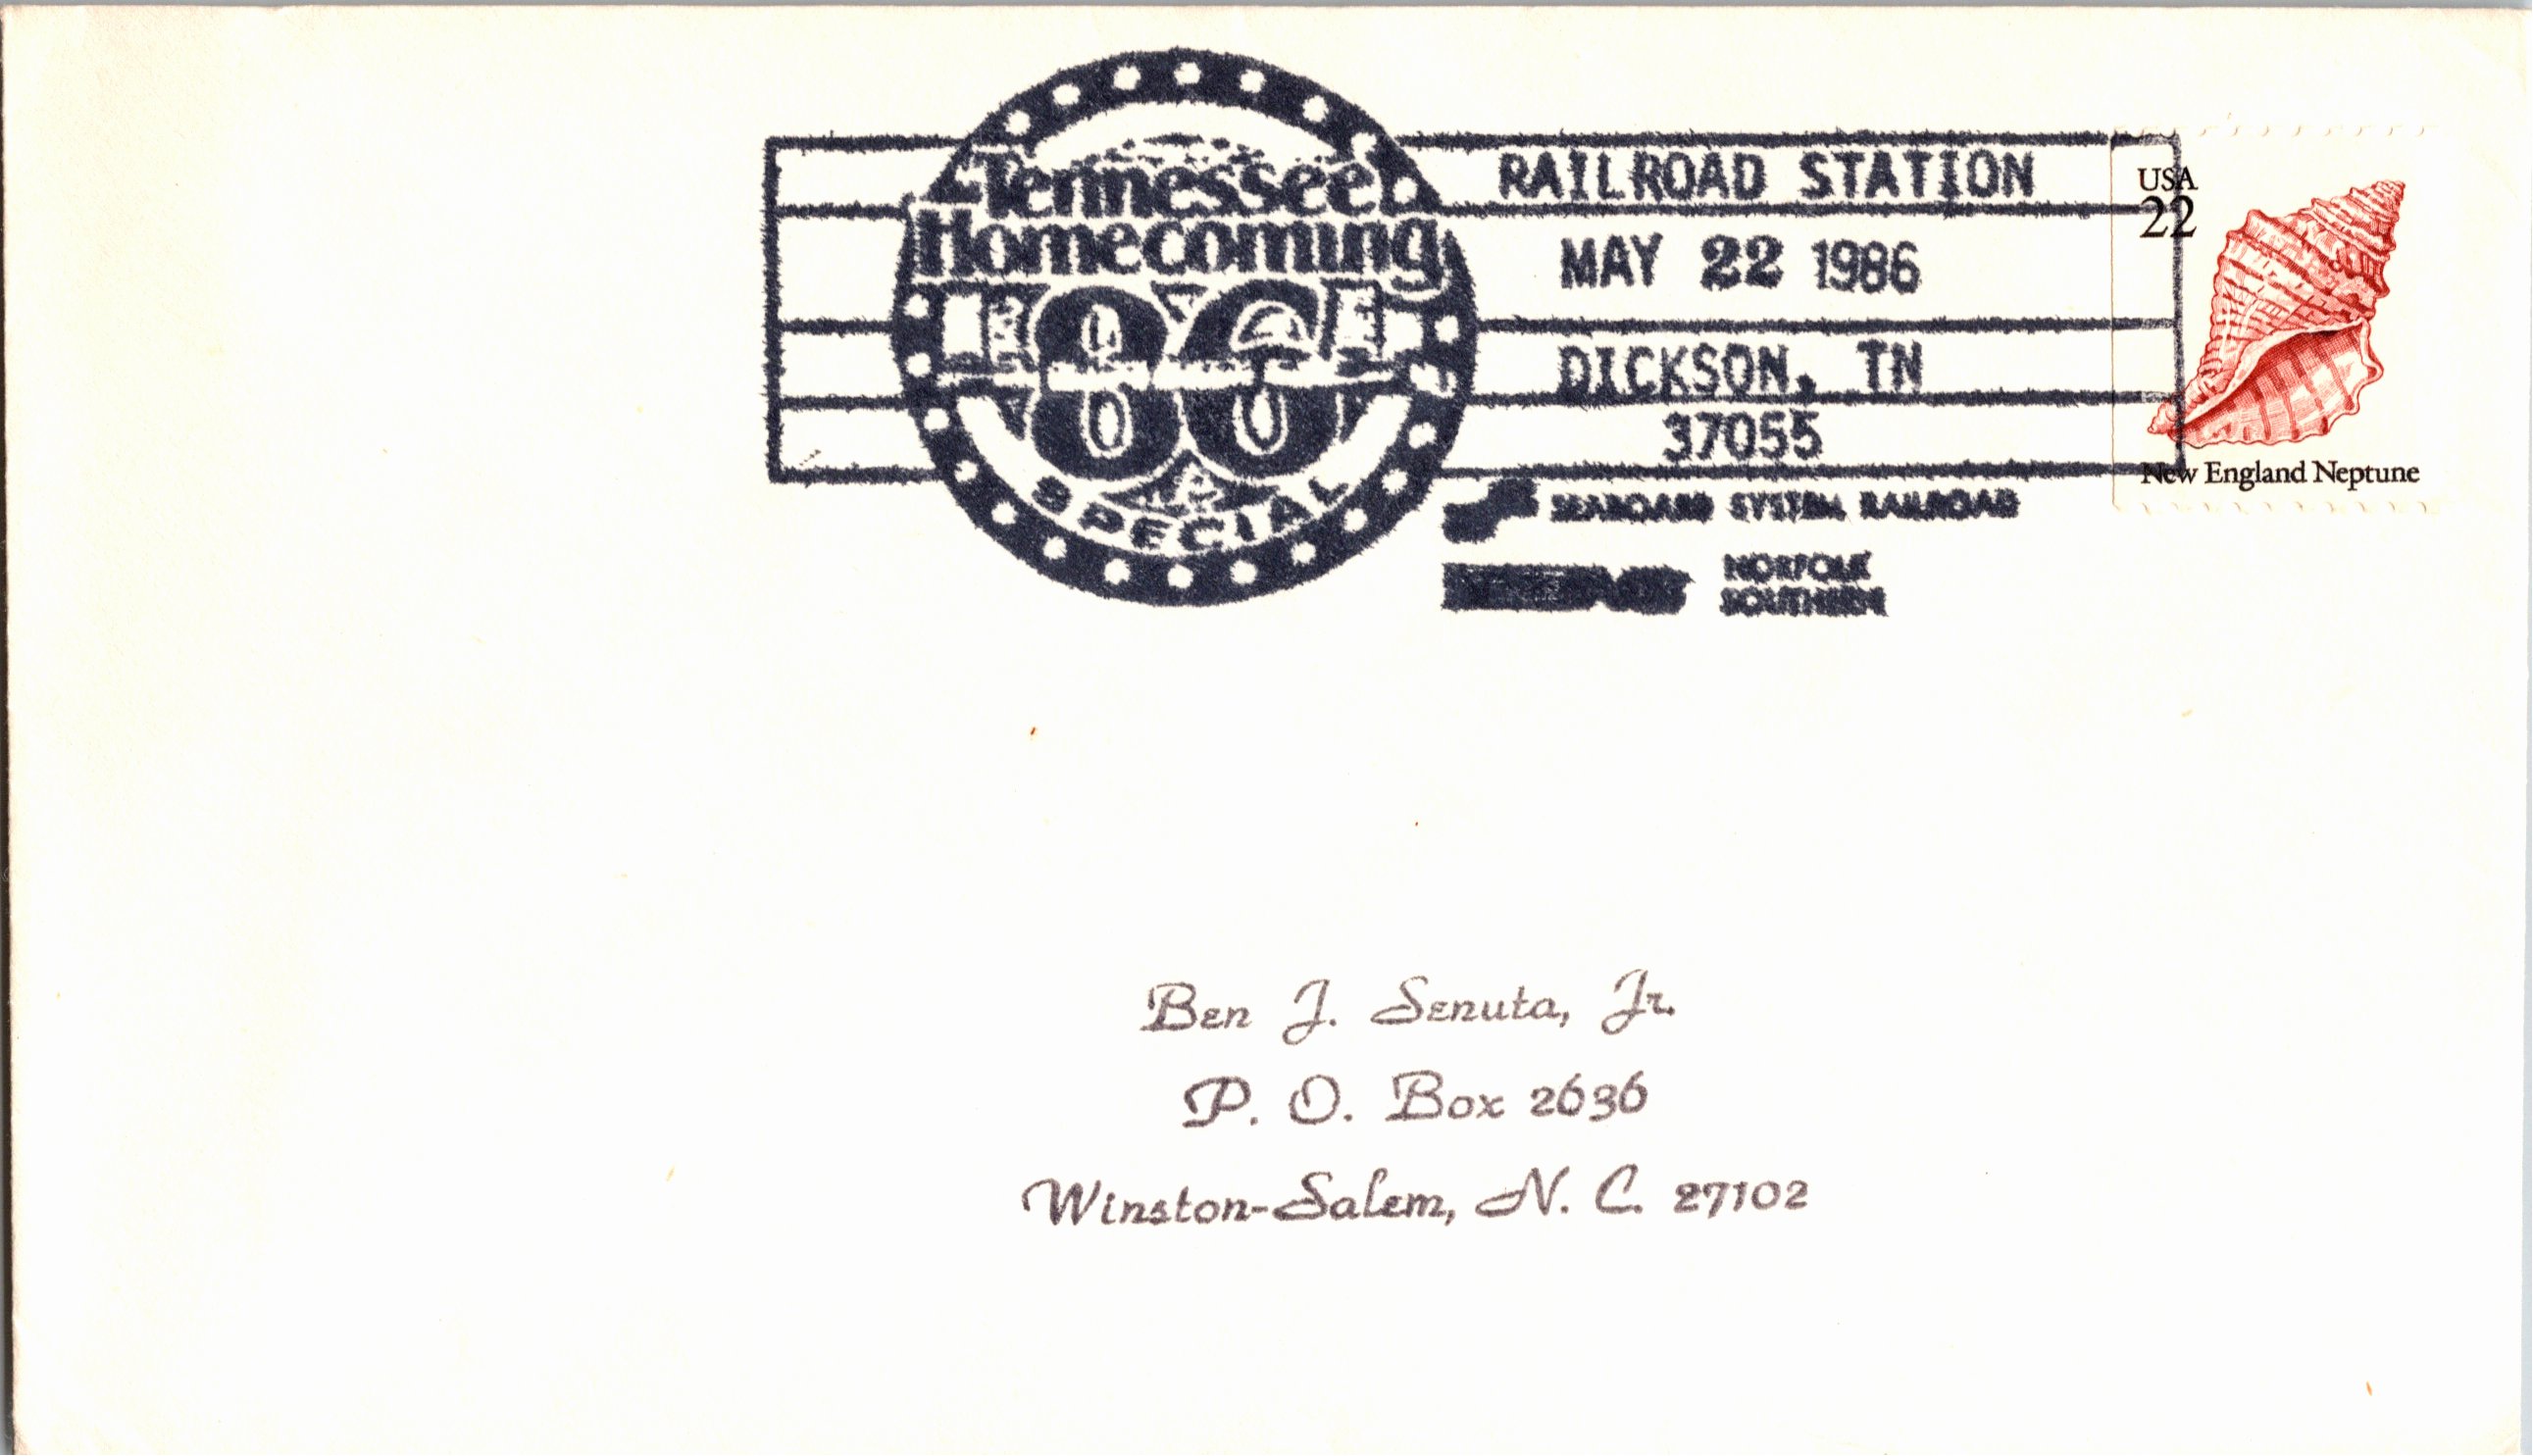 Tennessee
Homecoming
86
SPECIAL
RAILROAD STATION
MAY 22 1986
DICKSON, TN
37055
SEABOARD SYSTEM RAILROAD
NORFOLK
SOUTHERN
USA
22
New England Neptune
Ben J. Senuta, Jr.
P. O. Box 2636
Winston-Salem, N. C. 27102